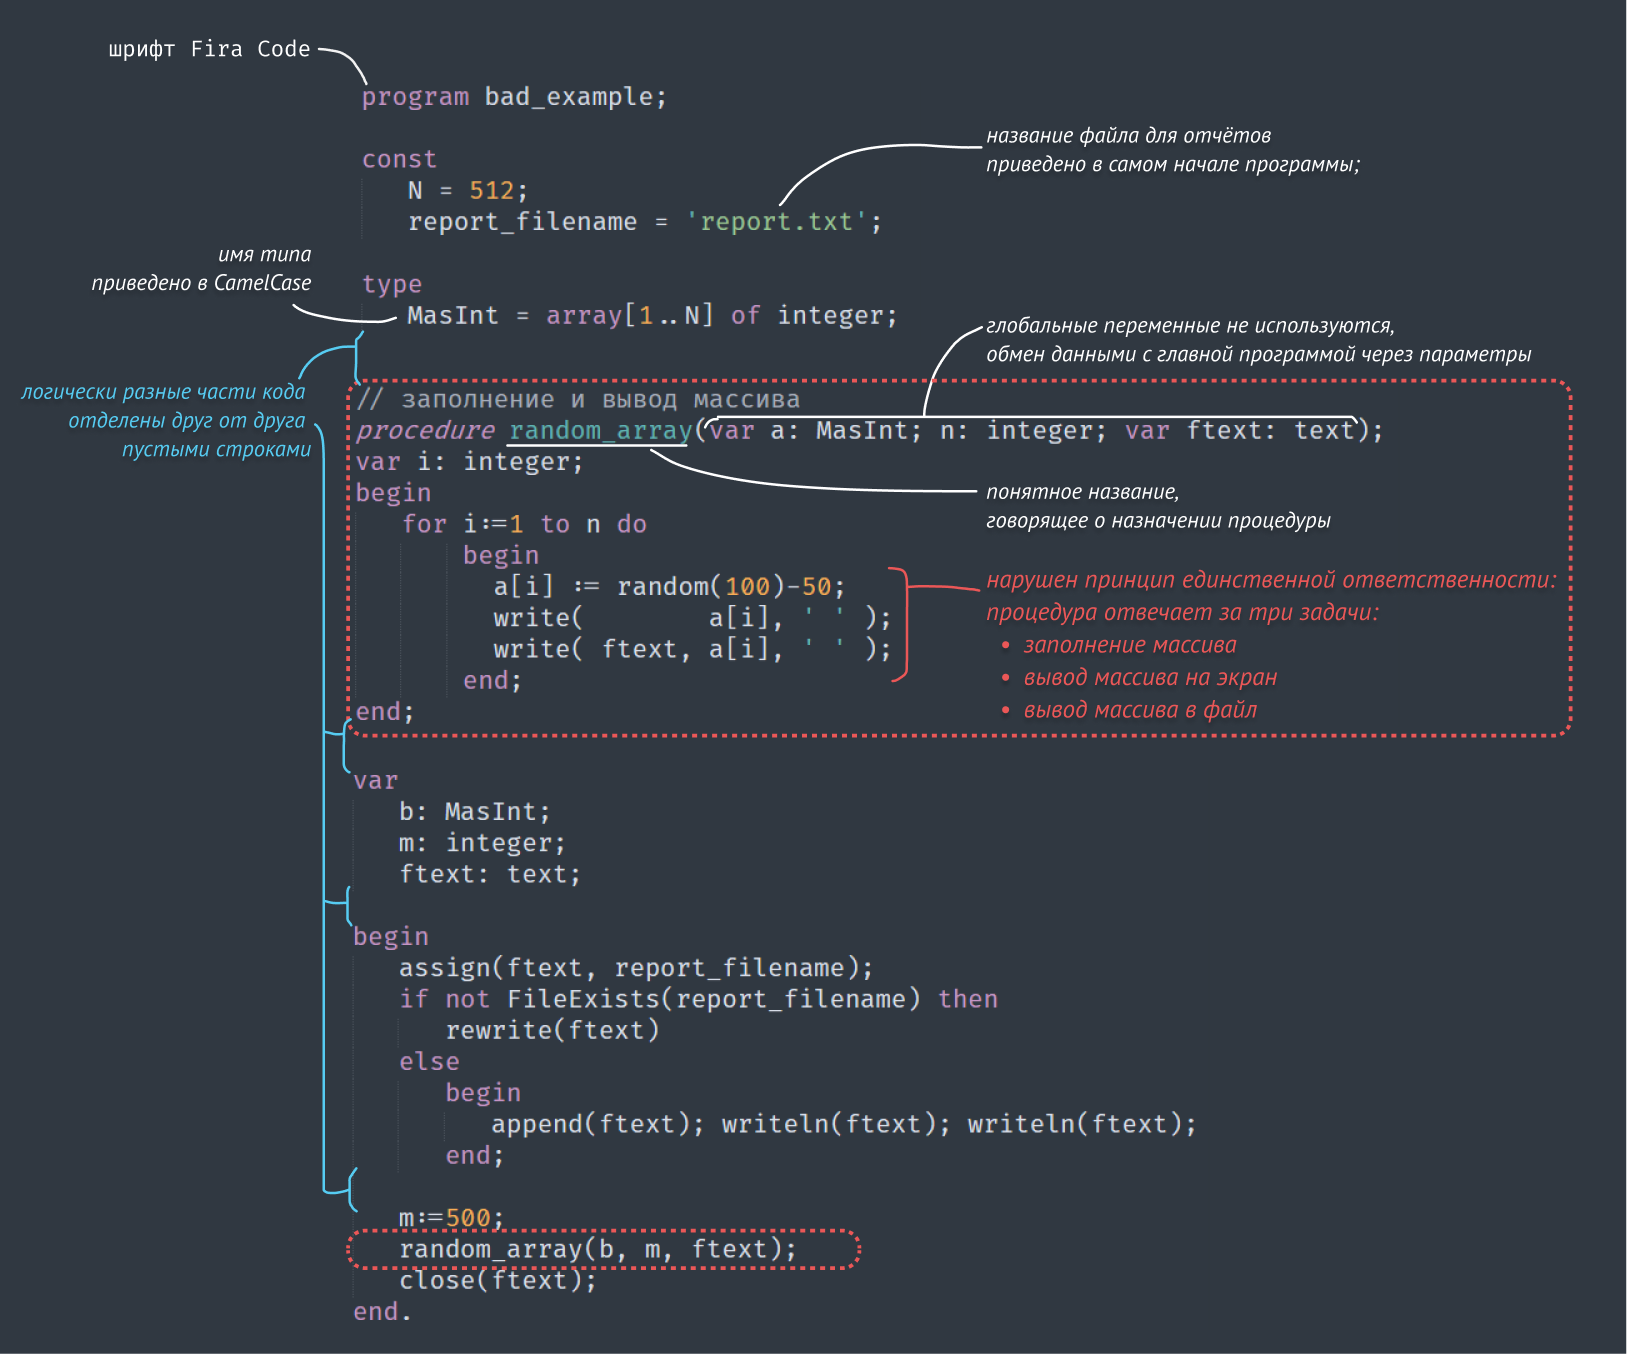 шрифт Fira Code
program bad_example;
const
N = 512;
report_filename = 'report.txt';
название файла для отчётов
приведено в самом начале программы;
имя типа
приведено в CamelCase
type
MasInt = array[1..N] of integer;
глобальные переменные не используются,
обмен данными с главной программой через параметры
логически разные части кода
отделены друг от друга
пустыми строками
// заполнение и вывод массива
procedure random_array(var a: MasInt; n: integer; var ftext: text);
var i: integer;
begin
понятное название,
говорящее о назначении процедуры
for i:=1 to n do
begin
a[i] := random(100)-50;
write(        a[i], ' ' );
write( ftext, a[i], ' ' );
end;
end;
нарушен принцип единственной ответственности:
процедура отвечает за три задачи:
• заполнение массива
• вывод массива на экран
• вывод массива в файл
var
b: MasInt;
m: integer;
ftext: text;
begin
assign(ftext, report_filename);
if not FileExists(report_filename) then
rewrite(ftext)
else
begin
append(ftext); writeln(ftext); writeln(ftext);
end;
m:=500;
random_array(b, m, ftext);
close(ftext);
end.